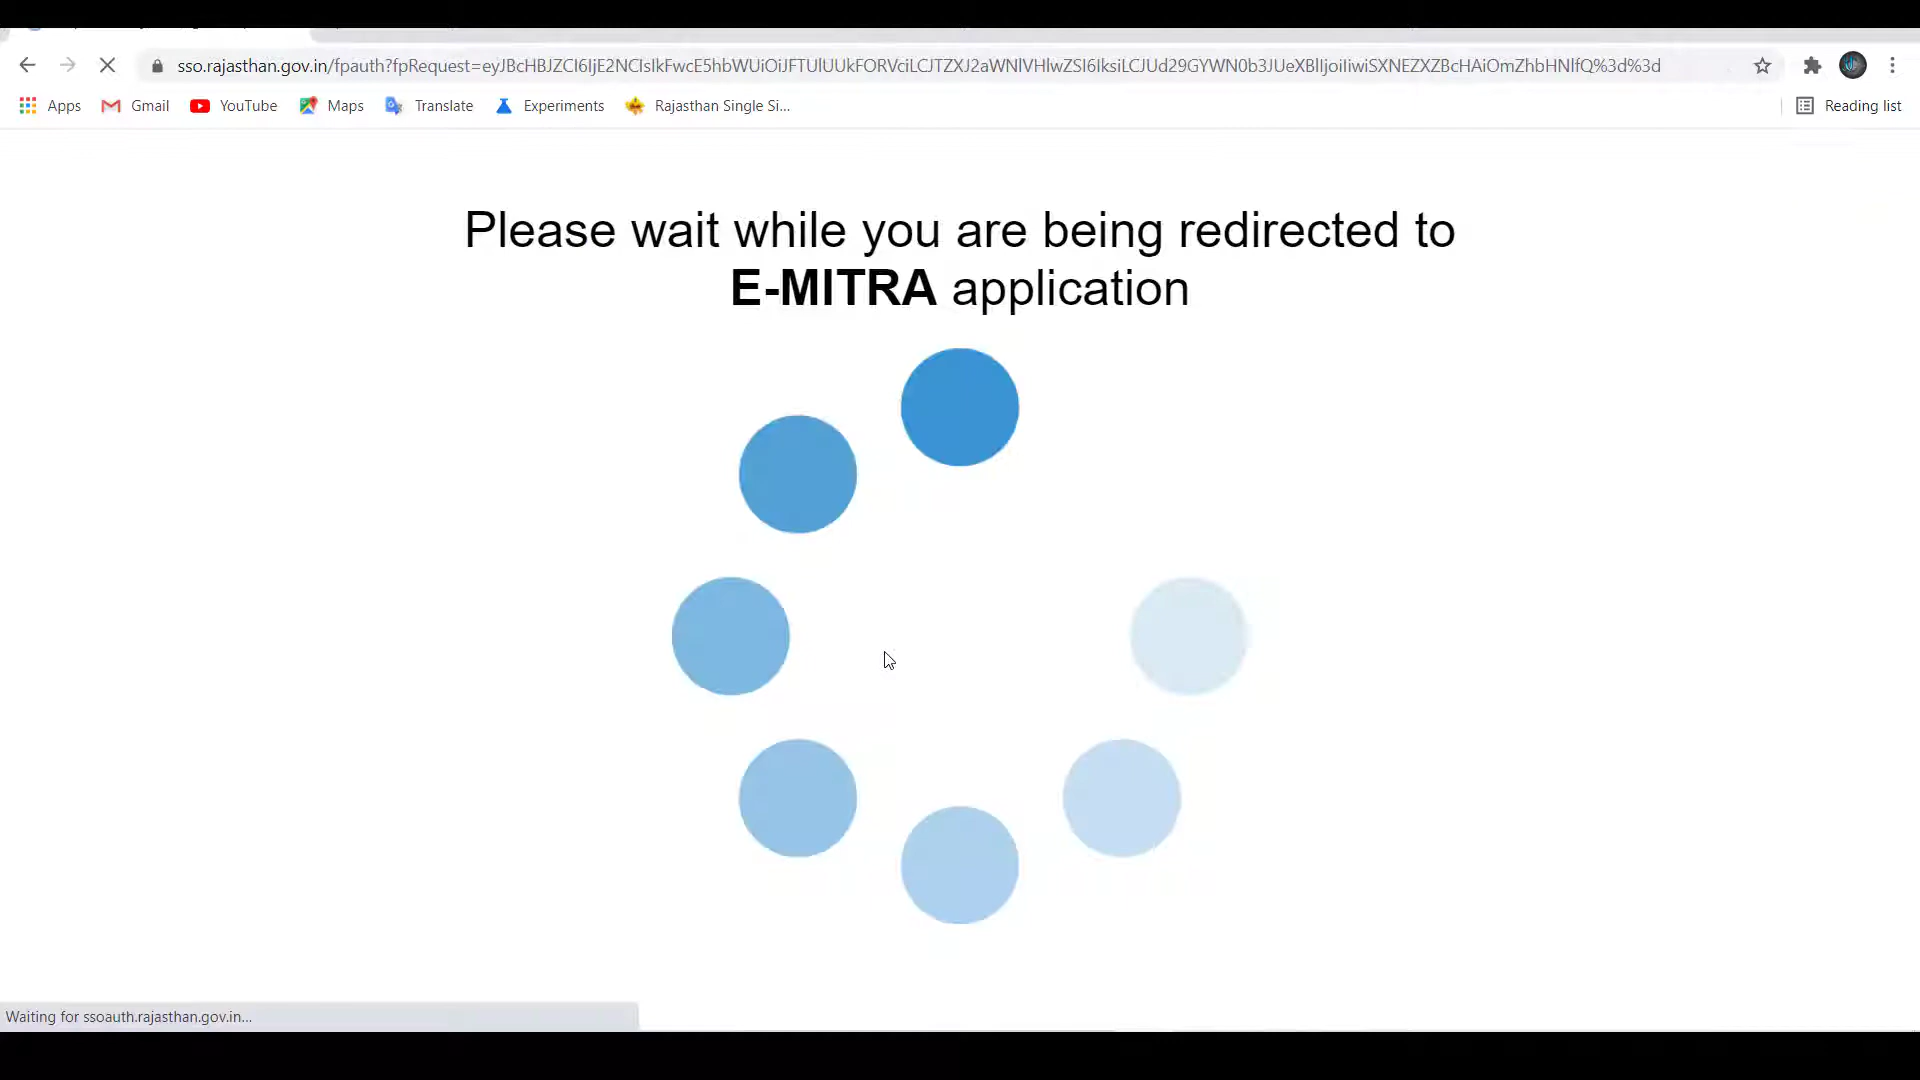 sso.rajasthan.gov.in/fpauth?fpRequest=eyJBcHBJZCI6IjE2NCIsIkFwcE5hbWUiOiJFTUlUUkFORVciLCJTZXJ2aWNlVHlwZSI6IksiLCJUd29GYWN0b3JUeXBlIjoiIiwiSXNEZXZBcHAiOmZhbHNlfQ%3d%3d
Apps Gmail YouTube Maps Translate Experiments Rajasthan Single Si... Reading list
Please wait while you are being redirected to
E-MITRA application
Waiting for ssoauth.rajasthan.gov.in...